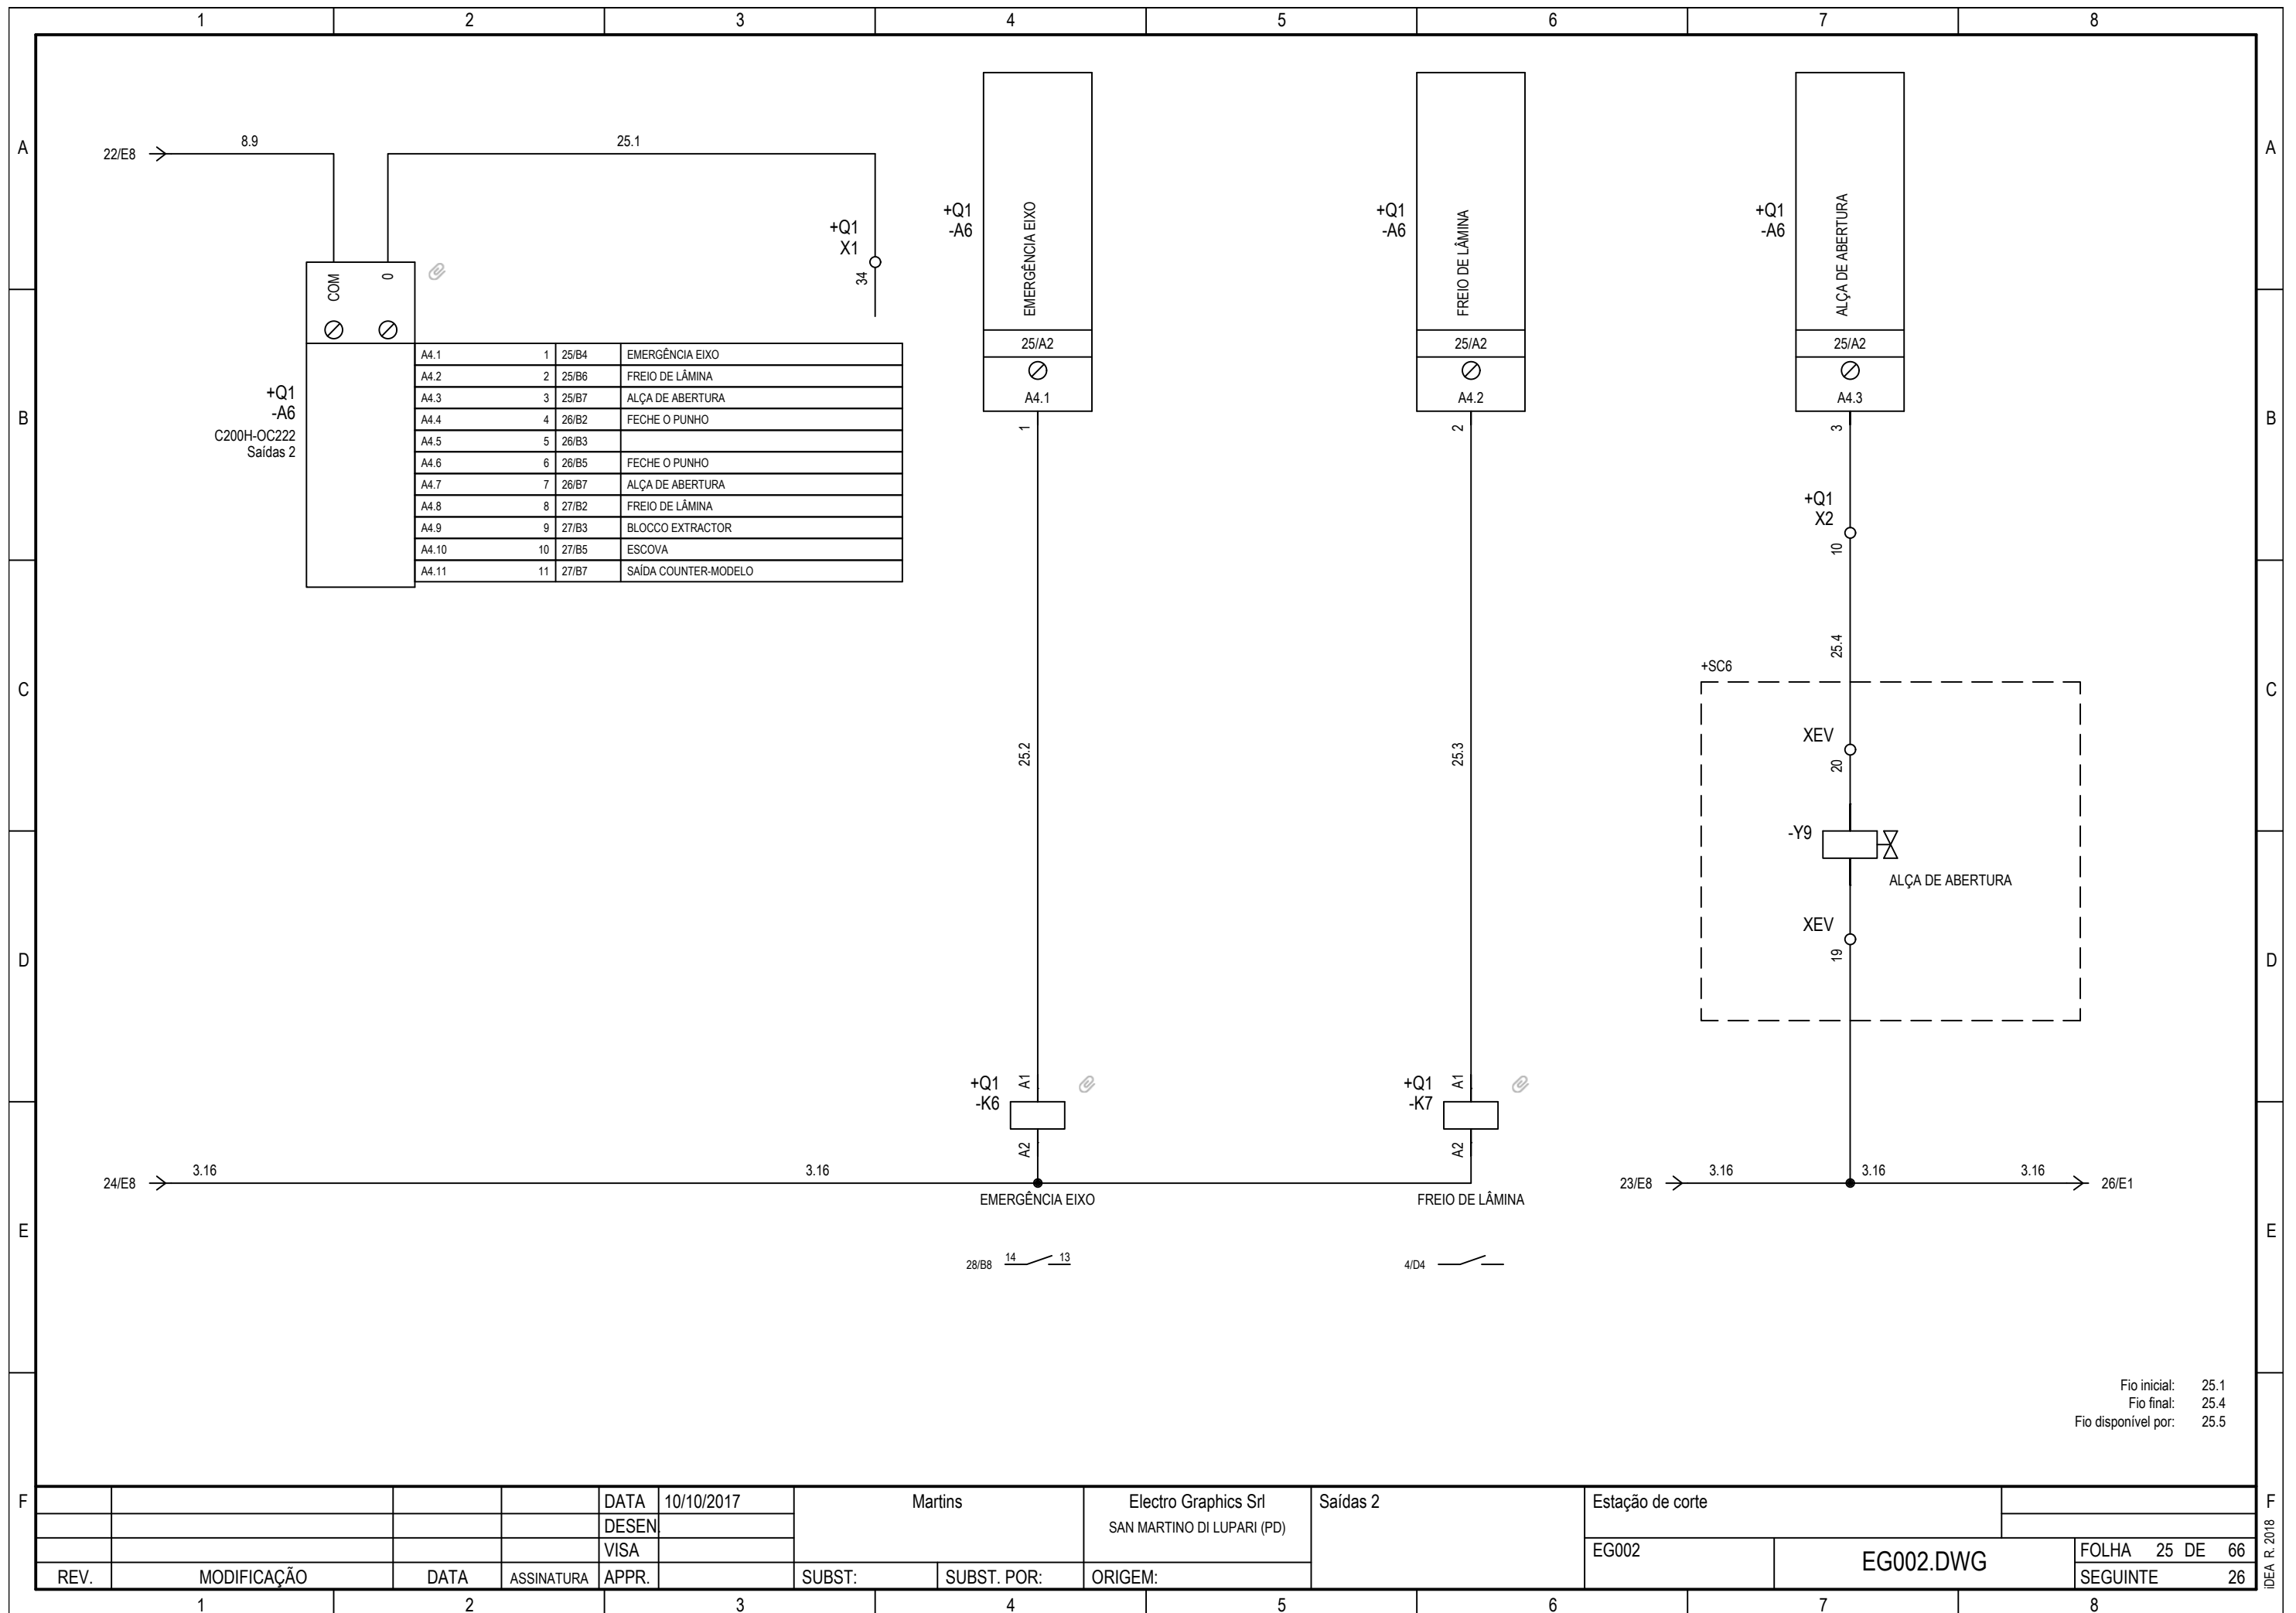 1 2 3 4 5 6 7 8
A A
22/E8 8.9 25.1
+Q1
X1
34
COM 0
+Q1
-A6
C200H-OC222
Saídas 2
A4.1 1 25/B4 EMERGÊNCIA EIXO
A4.2 2 25/B6 FREIO DE LÂMINA
A4.3 3 25/B7 ALÇA DE ABERTURA
A4.4 4 26/B2 FECHE O PUNHO
A4.5 5 26/B3
A4.6 6 26/B5 FECHE O PUNHO
A4.7 7 26/B7 ALÇA DE ABERTURA
A4.8 8 27/B2 FREIO DE LÂMINA
A4.9 9 27/B3 BLOCCO EXTRACTOR
A4.10 10 27/B5 ESCOVA
A4.11 11 27/B7 SAÍDA COUNTER-MODELO
+Q1
-A6
EMERGÊNCIA EIXO
25/A2
A4.1
1
25.2
+Q1
-K6
A1
A2
EMERGÊNCIA EIXO
28/B8 14 13
+Q1
-A6
FREIO DE LÂMINA
25/A2
A4.2
2
25.3
+Q1
-K7
A1
A2
FREIO DE LÂMINA
4/D4
+Q1
-A6
ALÇA DE ABERTURA
25/A2
A4.3
3
+Q1
X2
10
25.4
+SC6
XEV
20
-Y9
ALÇA DE ABERTURA
XEV
19
24/E8 3.16 3.16
23/E8 3.16 3.16 3.16 26/E1
B B
C C
D D
E E
Fio inicial: 25.1
Fio final: 25.4
Fio disponível por: 25.5
F F
DATA 10/10/2017
DESEN.
VISA
REV. MODIFICAÇÃO DATA ASSINATURA APPR.
Martins
SUBST: SUBST. POR:
Electro Graphics Srl
SAN MARTINO DI LUPARI (PD)
ORIGEM:
Saídas 2
Estação de corte
EG002
EG002.DWG
FOLHA 25 DE 66
SEGUINTE 26
iDEA R. 2018
1 2 3 4 5 6 7 8